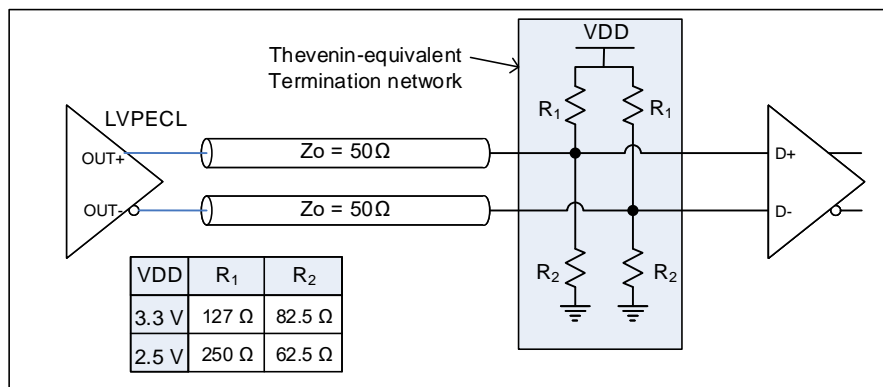 VDD
Thevenin-equivalent
Termination network
R1 R1
LVPECL
OUT+ Zo = 50Ω D+
OUT- Zo = 50Ω D-
R2 R2
VDD R1 R2
3.3 V 127 Ω 82.5 Ω
2.5 V 250 Ω 62.5 Ω